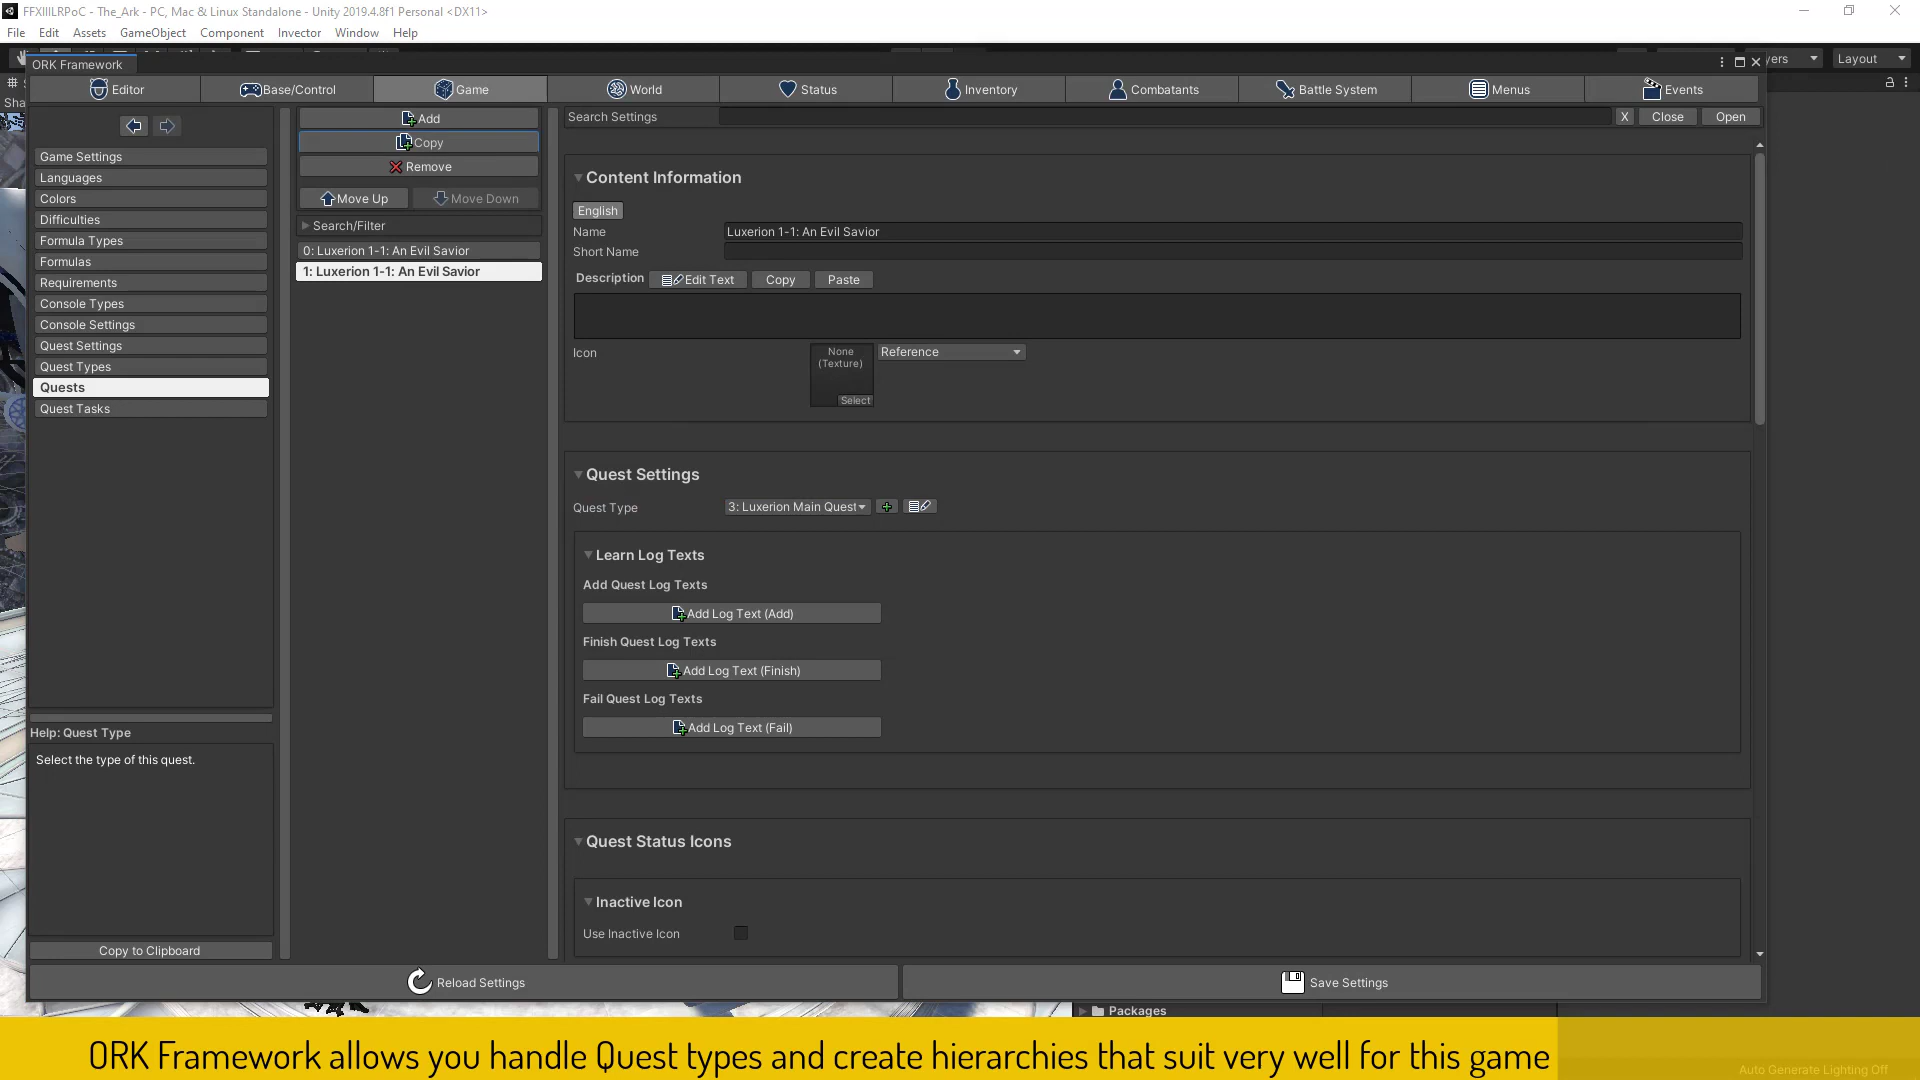 FFXIIILRPoC - The_Ark - PC, Mac & Linux Standalone - Unity 2019.4.8f1 Personal <DX11>
File Edit Assets GameObject Component Invector Window Help
ORK Framework
yers Layout
Editor Base/Control Game World Status Inventory Combatants Battle System Menus Events
Sha
Add
Search Settings X Close Open
Copy
Remove
Move Up Move Down
Search/Filter
0: Luxerion 1-1: An Evil Savior
1: Luxerion 1-1: An Evil Savior
Game Settings
Languages
Colors
Difficulties
Formula Types
Formulas
Requirements
Console Types
Console Settings
Quest Settings
Quest Types
Quests
Quest Tasks
Content Information
English
Name Luxerion 1-1: An Evil Savior
Short Name
Description Edit Text Copy Paste
Icon None (Texture) Select Reference
Quest Settings
Quest Type 3: Luxerion Main Quest
Learn Log Texts
Add Quest Log Texts
Add Log Text (Add)
Finish Quest Log Texts
Add Log Text (Finish)
Fail Quest Log Texts
Add Log Text (Fail)
Quest Status Icons
Inactive Icon
Use Inactive Icon
Help: Quest Type
Select the type of this quest.
Copy to Clipboard
Reload Settings Save Settings
Packages
ORK Framework allows you handle Quest types and create hierarchies that suit very well for this game
Auto Generate Lighting Off